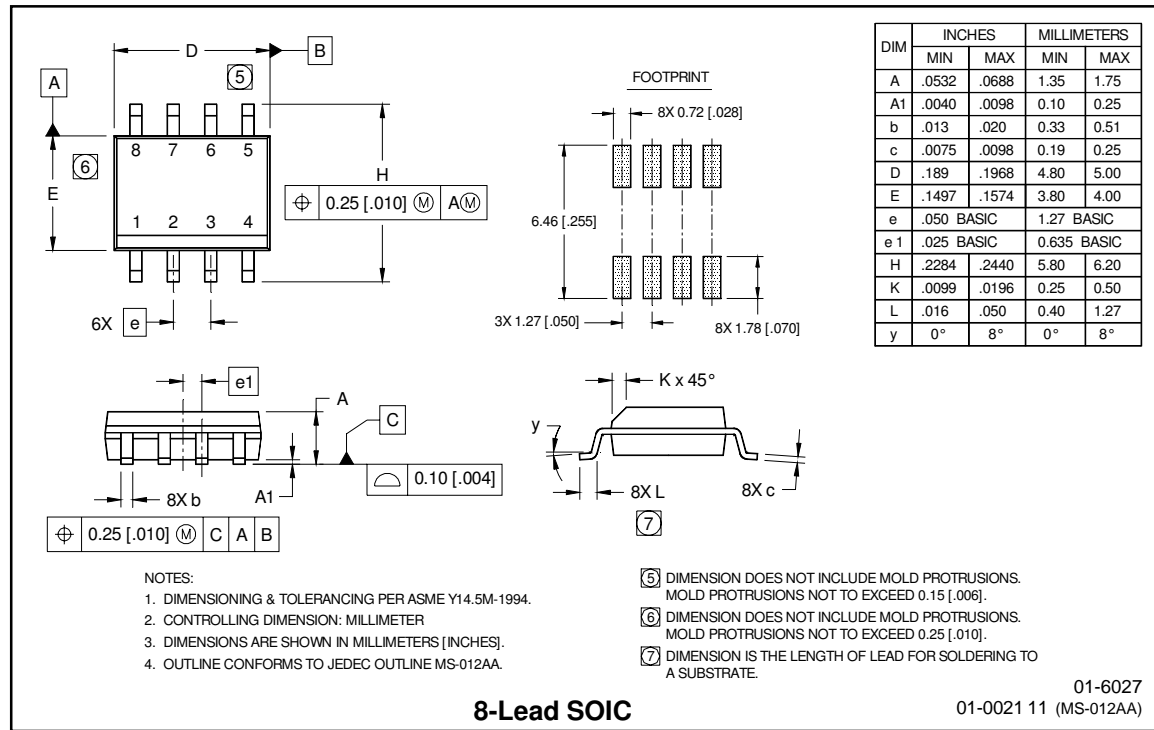 D
B
5
A
8 7 6 5
6
E
H
⌖ 0.25 [.010] Ⓜ AⓂ
1 2 3 4
6X e
FOOTPRINT
8X 0.72 [.028]
6.46 [.255]
3X 1.27 [.050]
8X 1.78 [.070]
DIM INCHES MILLIMETERS
MIN MAX MIN MAX
A .0532 .0688 1.35 1.75
A1 .0040 .0098 0.10 0.25
b .013 .020 0.33 0.51
c .0075 .0098 0.19 0.25
D .189 .1968 4.80 5.00
E .1497 .1574 3.80 4.00
e .050 BASIC 1.27 BASIC
e 1 .025 BASIC 0.635 BASIC
H .2284 .2440 5.80 6.20
K .0099 .0196 0.25 0.50
L .016 .050 0.40 1.27
y 0° 8° 0° 8°
e1
A
C
0.10 [.004]
8X b
A1
⌖ 0.25 [.010] Ⓜ C A B
K x 45°
y
8X L
8X c
7
NOTES:
1. DIMENSIONING & TOLERANCING PER ASME Y14.5M-1994.
2. CONTROLLING DIMENSION: MILLIMETER
3. DIMENSIONS ARE SHOWN IN MILLIMETERS [INCHES].
4. OUTLINE CONFORMS TO JEDEC OUTLINE MS-012AA.
5 DIMENSION DOES NOT INCLUDE MOLD PROTRUSIONS.
MOLD PROTRUSIONS NOT TO EXCEED 0.15 [.006].
6 DIMENSION DOES NOT INCLUDE MOLD PROTRUSIONS.
MOLD PROTRUSIONS NOT TO EXCEED 0.25 [.010].
7 DIMENSION IS THE LENGTH OF LEAD FOR SOLDERING TO
A SUBSTRATE.
8-Lead SOIC
01-6027
01-0021 11 (MS-012AA)